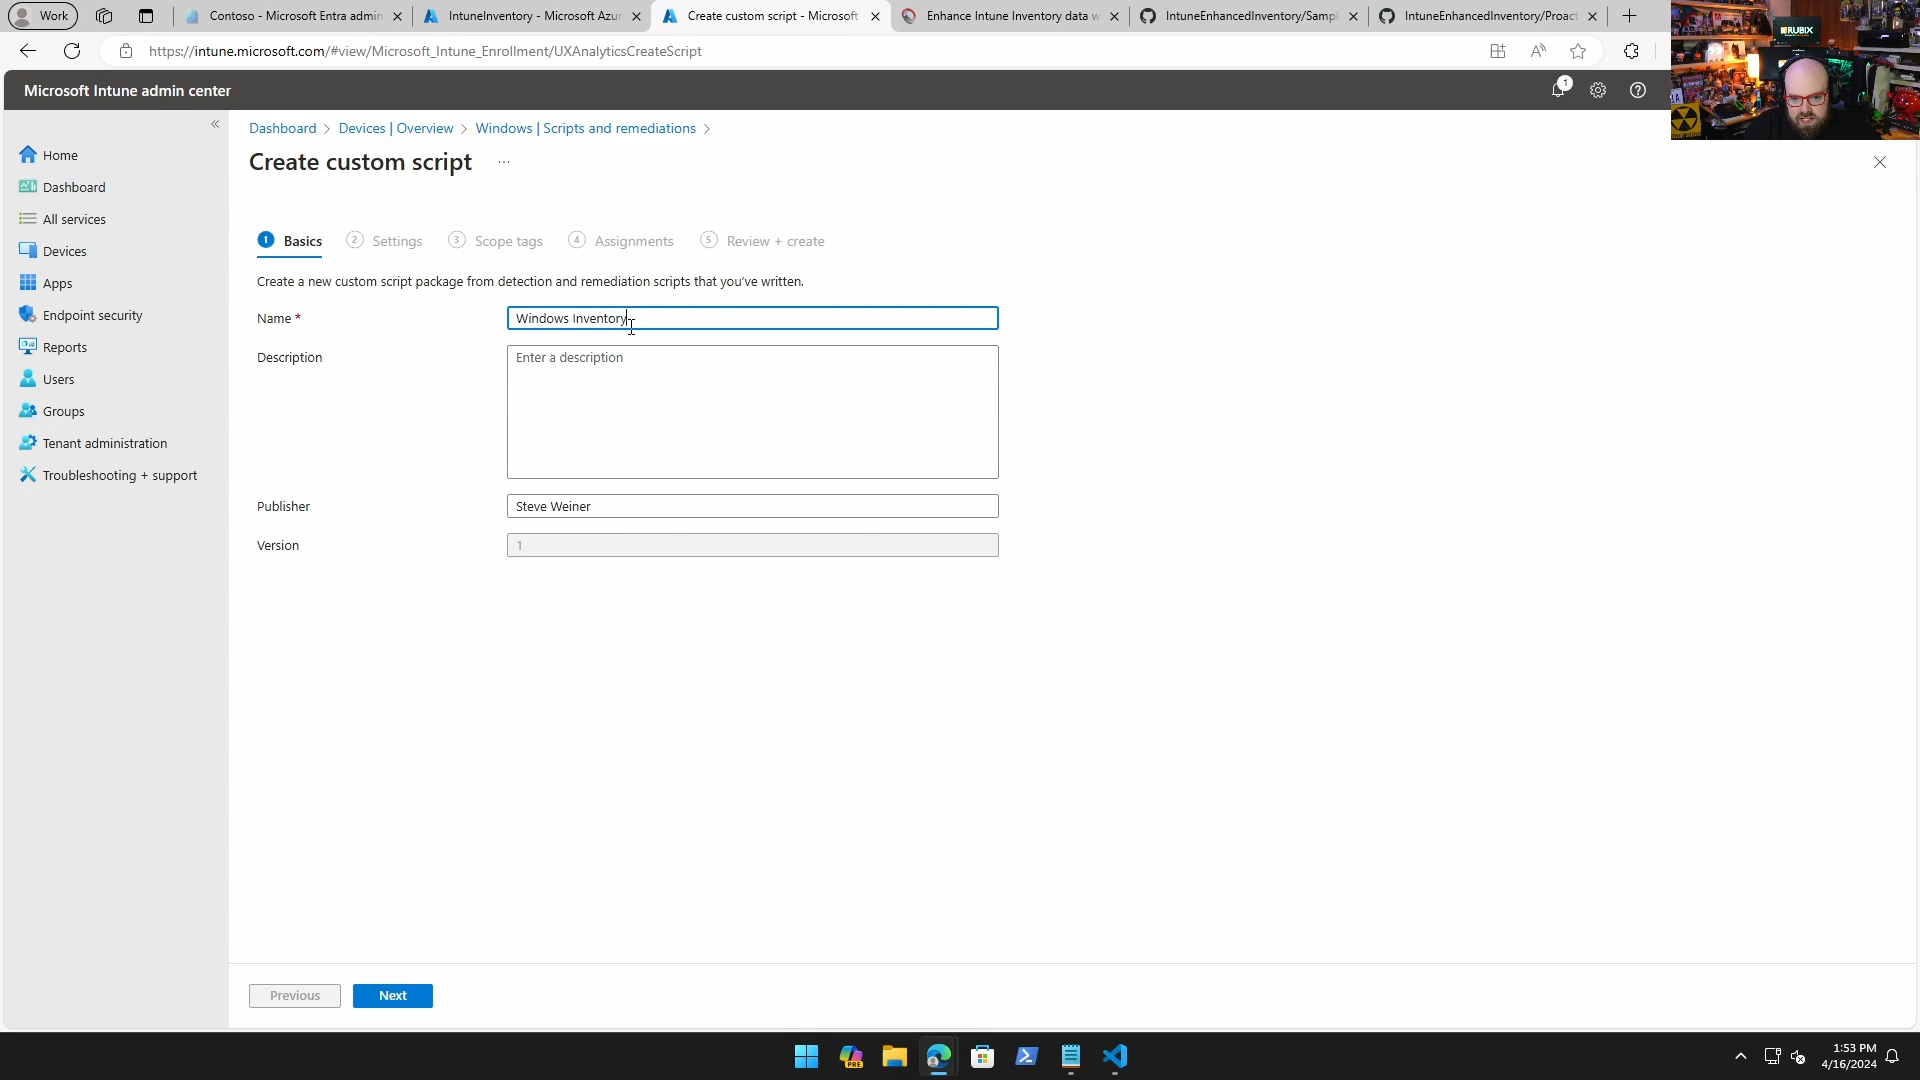 Work
Contoso - Microsoft Entra admin
IntuneInventory - Microsoft Azur
Create custom script - Microsoft
Enhance Intune Inventory data w
IntuneEnhancedInventory/Sampl
IntuneEnhancedInventory/Proact
https://intune.microsoft.com/#view/Microsoft_Intune_Enrollment/UXAnalyticsCreateScript
RUBIX
Microsoft Intune admin center
1
Home
Dashboard
All services
Devices
Apps
Endpoint security
Reports
Users
Groups
Tenant administration
Troubleshooting + support
Dashboard > Devices | Overview > Windows | Scripts and remediations >
Create custom script ...
1 Basics
2 Settings
3 Scope tags
4 Assignments
5 Review + create
Create a new custom script package from detection and remediation scripts that you've written.
Name *
Windows Inventory
Description
Enter a description
Publisher
Steve Weiner
Version
1
Previous
Next
PRE
1:53 PM
4/16/2024